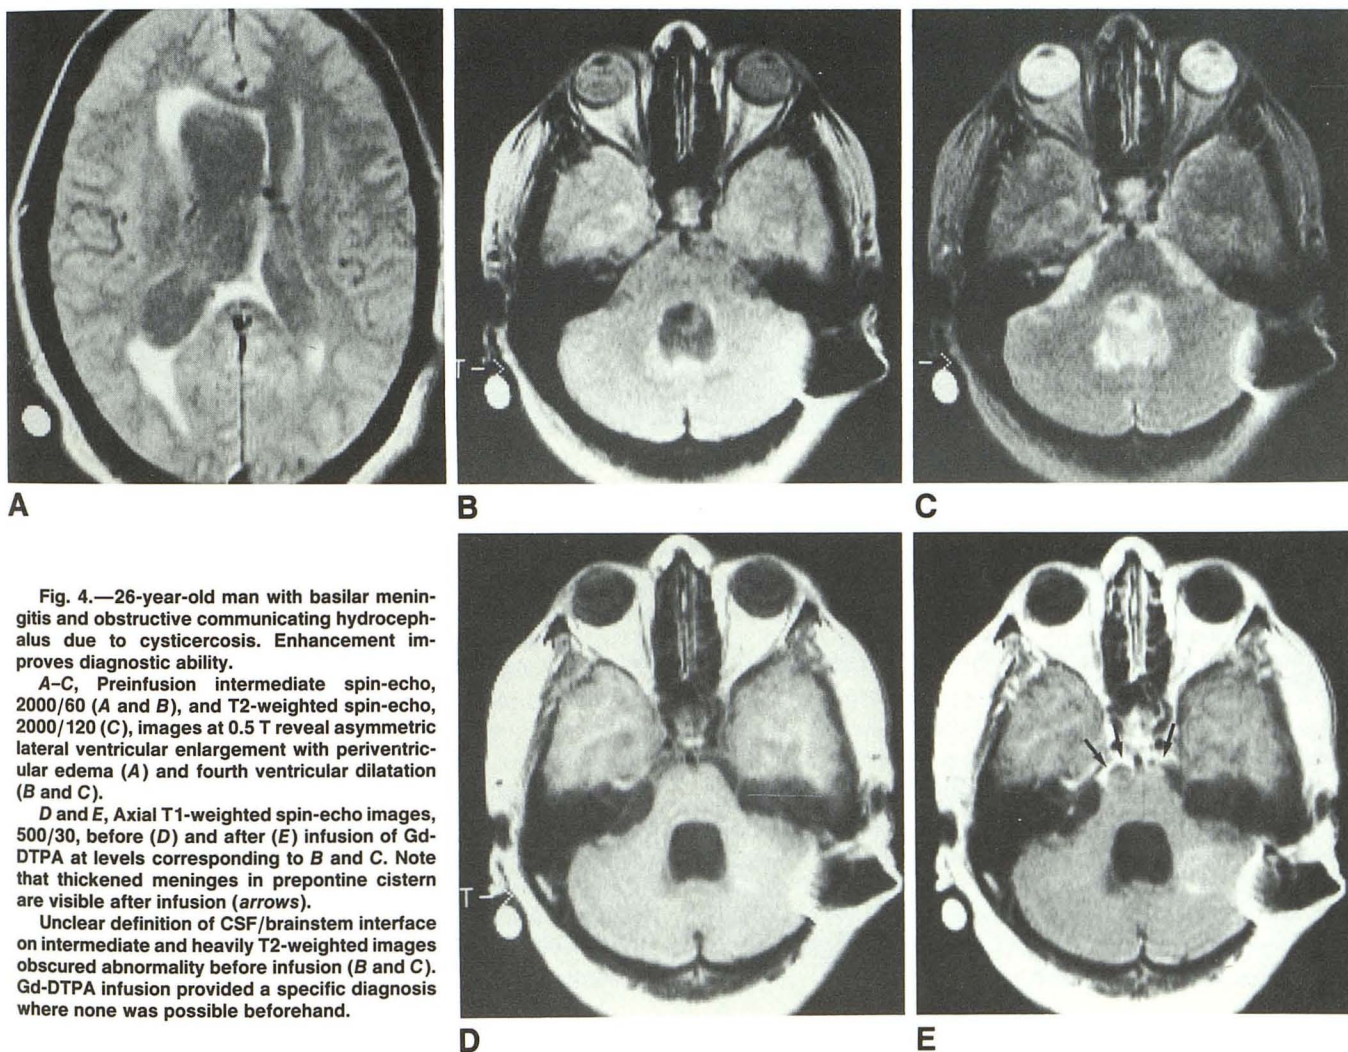 A
B
C
T
T
Fig. 4.—26-year-old man with basilar menin-
gitis and obstructive communicating hydroceph-
alus due to cysticercosis. Enhancement im-
proves diagnostic ability.
A–C, Preinfusion intermediate spin-echo,
2000/60 (A and B), and T2-weighted spin-echo,
2000/120 (C), images at 0.5 T reveal asymmetric
lateral ventricular enlargement with periventric-
ular edema (A) and fourth ventricular dilatation
(B and C).
D and E, Axial T1-weighted spin-echo images,
500/30, before (D) and after (E) infusion of Gd-
DTPA at levels corresponding to B and C. Note
that thickened meninges in prepontine cistern
are visible after infusion (arrows).
Unclear definition of CSF/brainstem interface
on intermediate and heavily T2-weighted images
obscured abnormality before infusion (B and C).
Gd-DTPA infusion provided a specific diagnosis
where none was possible beforehand.
D
E